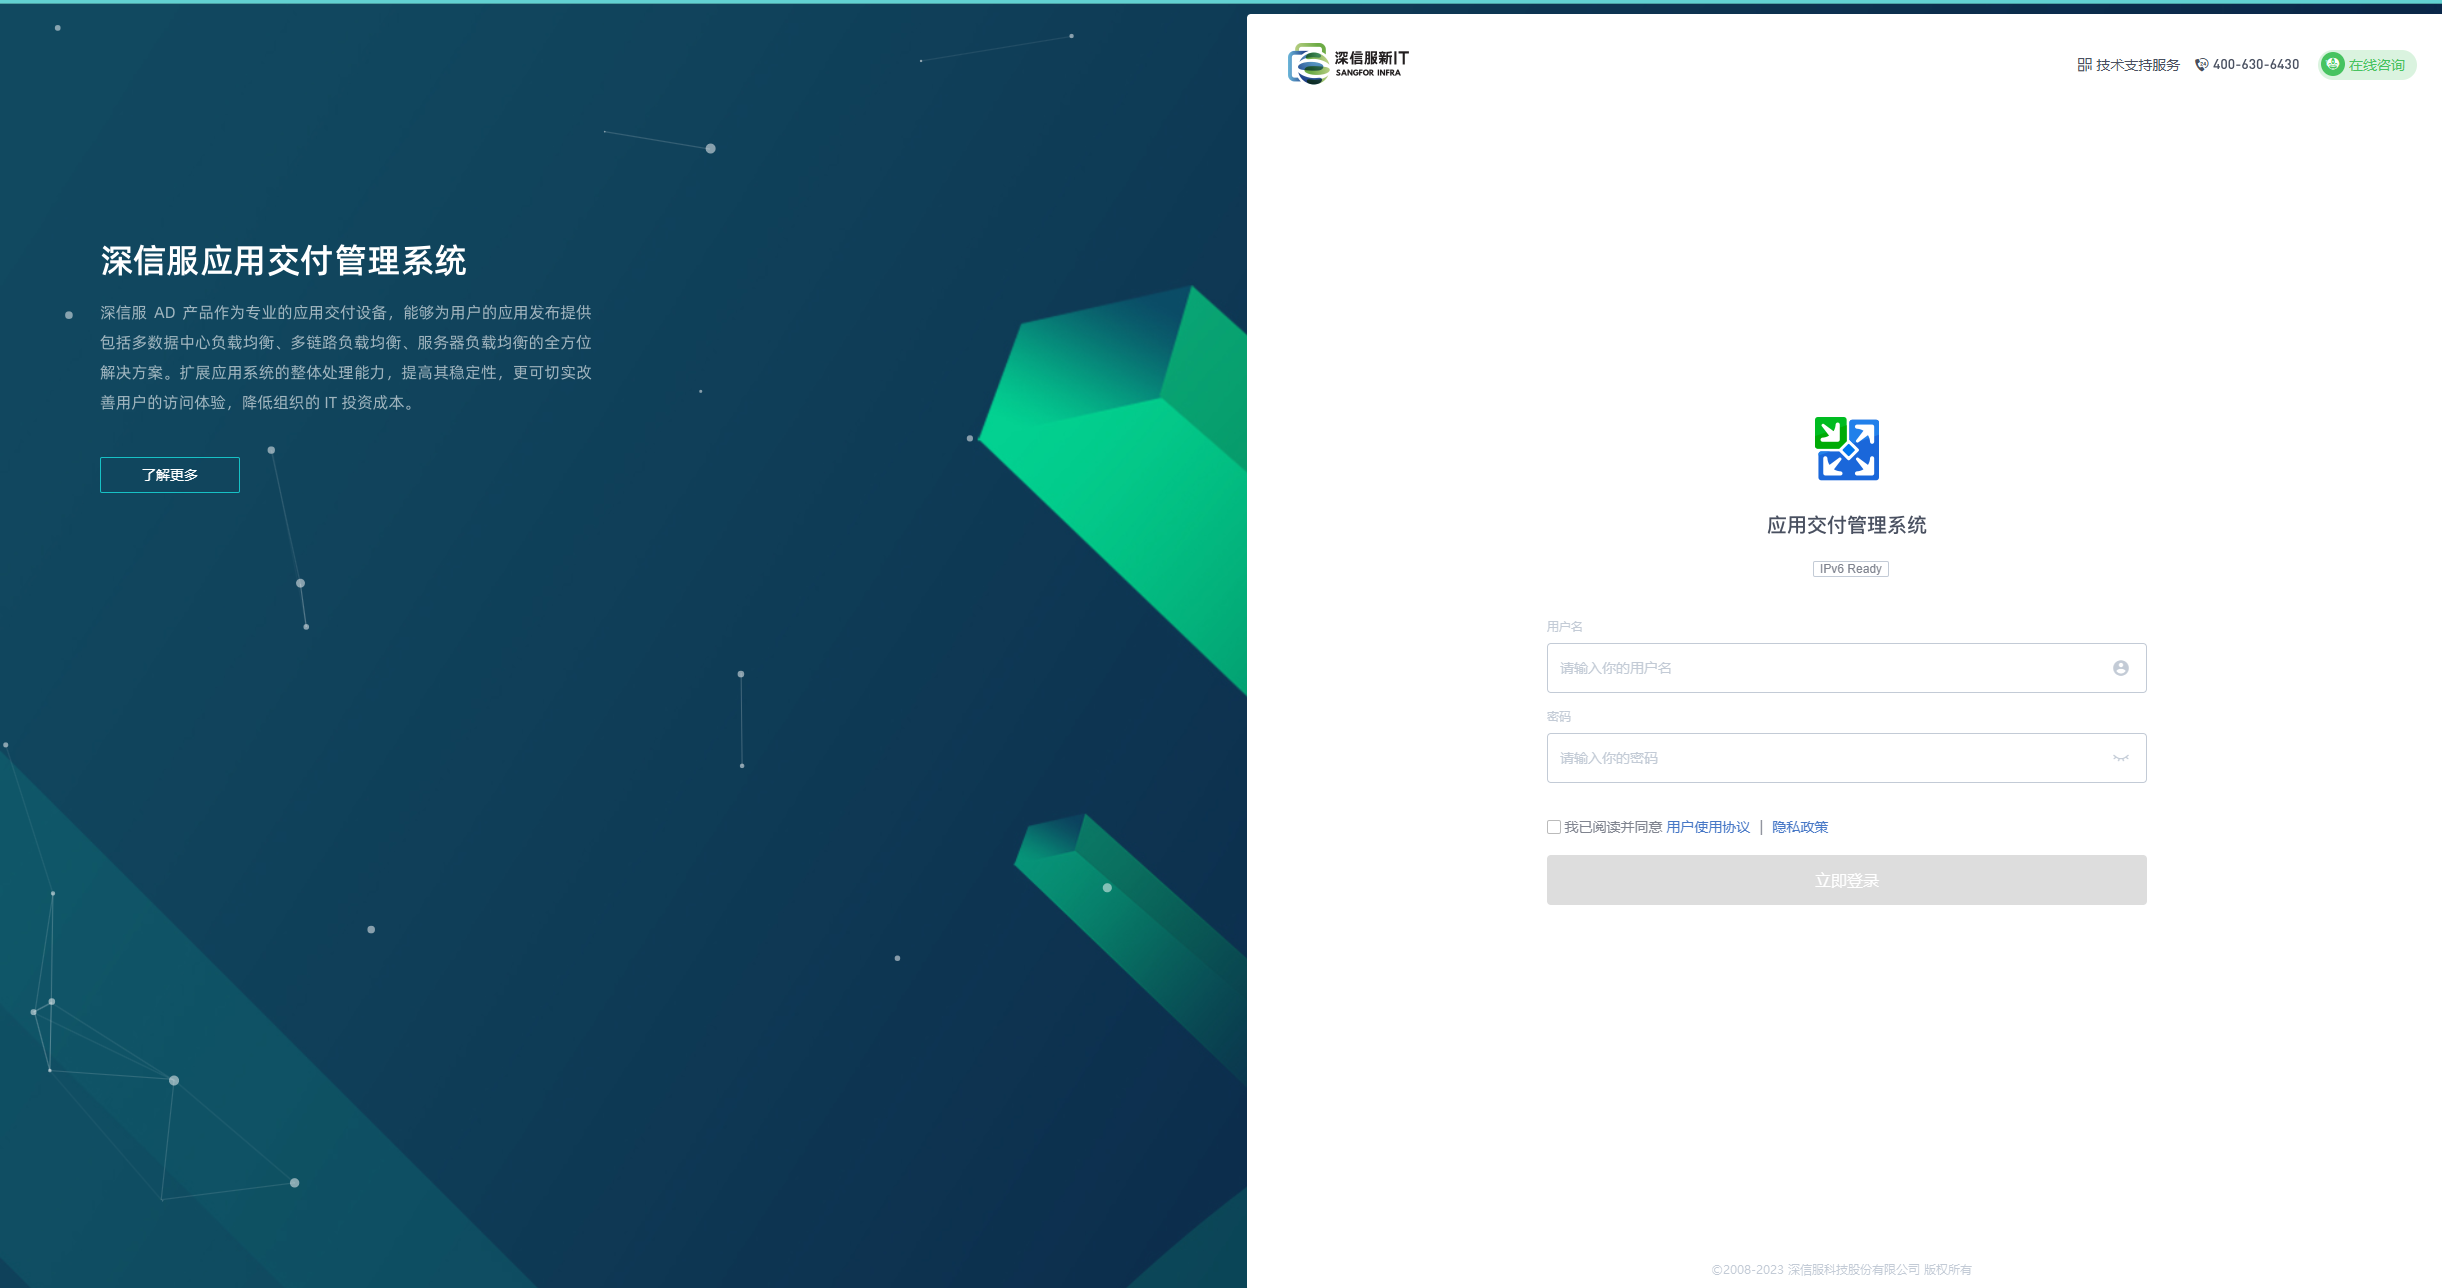 深信服应用交付管理系统
深信服 AD 产品作为专业的应用交付设备，能够为用户的应用发布提供
包括多数据中心负载均衡、多链路负载均衡、服务器负载均衡的全方位
解决方案。扩展应用系统的整体处理能力，提高其稳定性，更可切实改
善用户的访问体验，降低组织的 IT 投资成本。
了解更多
深信服新IT
SANGFOR INFRA
技术支持服务 400-630-6430 在线咨询
应用交付管理系统
IPv6 Ready
用户名
请输入你的用户名
密码
请输入你的密码
我已阅读并同意 用户使用协议 | 隐私政策
立即登录
©2008-2023 深信服科技股份有限公司 版权所有